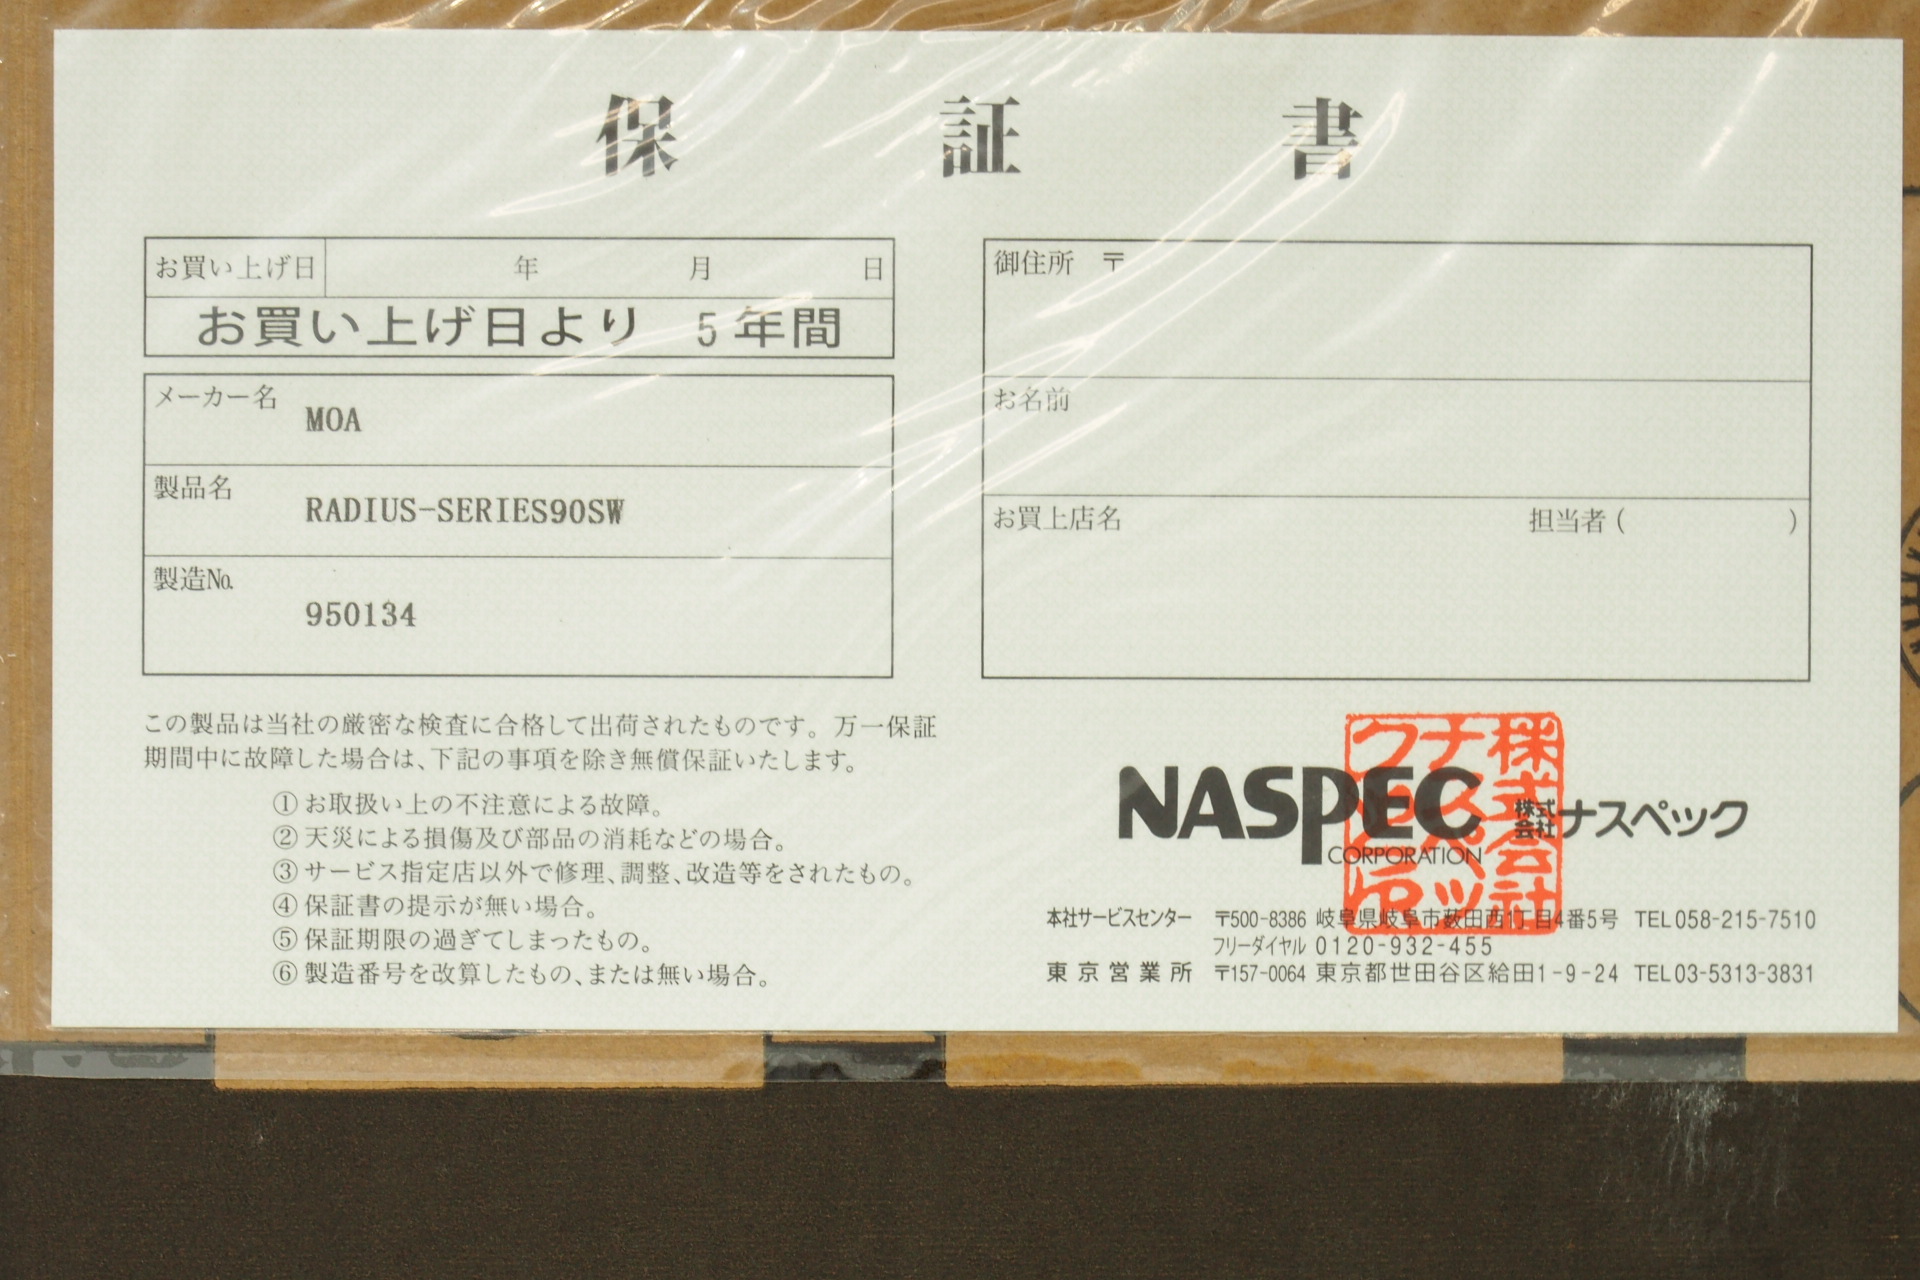 保証書
お買い上げ日 年 月 日
お買い上げ日より 5年間
メーカー名
MOA
製品名
RADIUS-SERIES90SW
製造No.
950134
御住所 〒
お名前
お買上店名 担当者( )
この製品は当社の厳密な検査に合格して出荷されたものです。万一保証
期間中に故障した場合は、下記の事項を除き無償保証いたします。
① お取扱い上の不注意による故障。
② 天災による損傷及び部品の消耗などの場合。
③ サービス指定店以外で修理、調整、改造等をされたもの。
④ 保証書の提示が無い場合。
⑤ 保証期限の過ぎてしまったもの。
⑥ 製造番号を改算したもの、または無い場合。
NASPEC 株式会社ナスペック
CORPORATION
株式会社
ナスペッ
本社サービスセンター 〒500-8386 岐阜県岐阜市薮田西1丁目4番5号 TEL058-215-7510
フリーダイヤル 0120-932-455
東京営業所 〒157-0064 東京都世田谷区給田1-9-24 TEL03-5313-3831